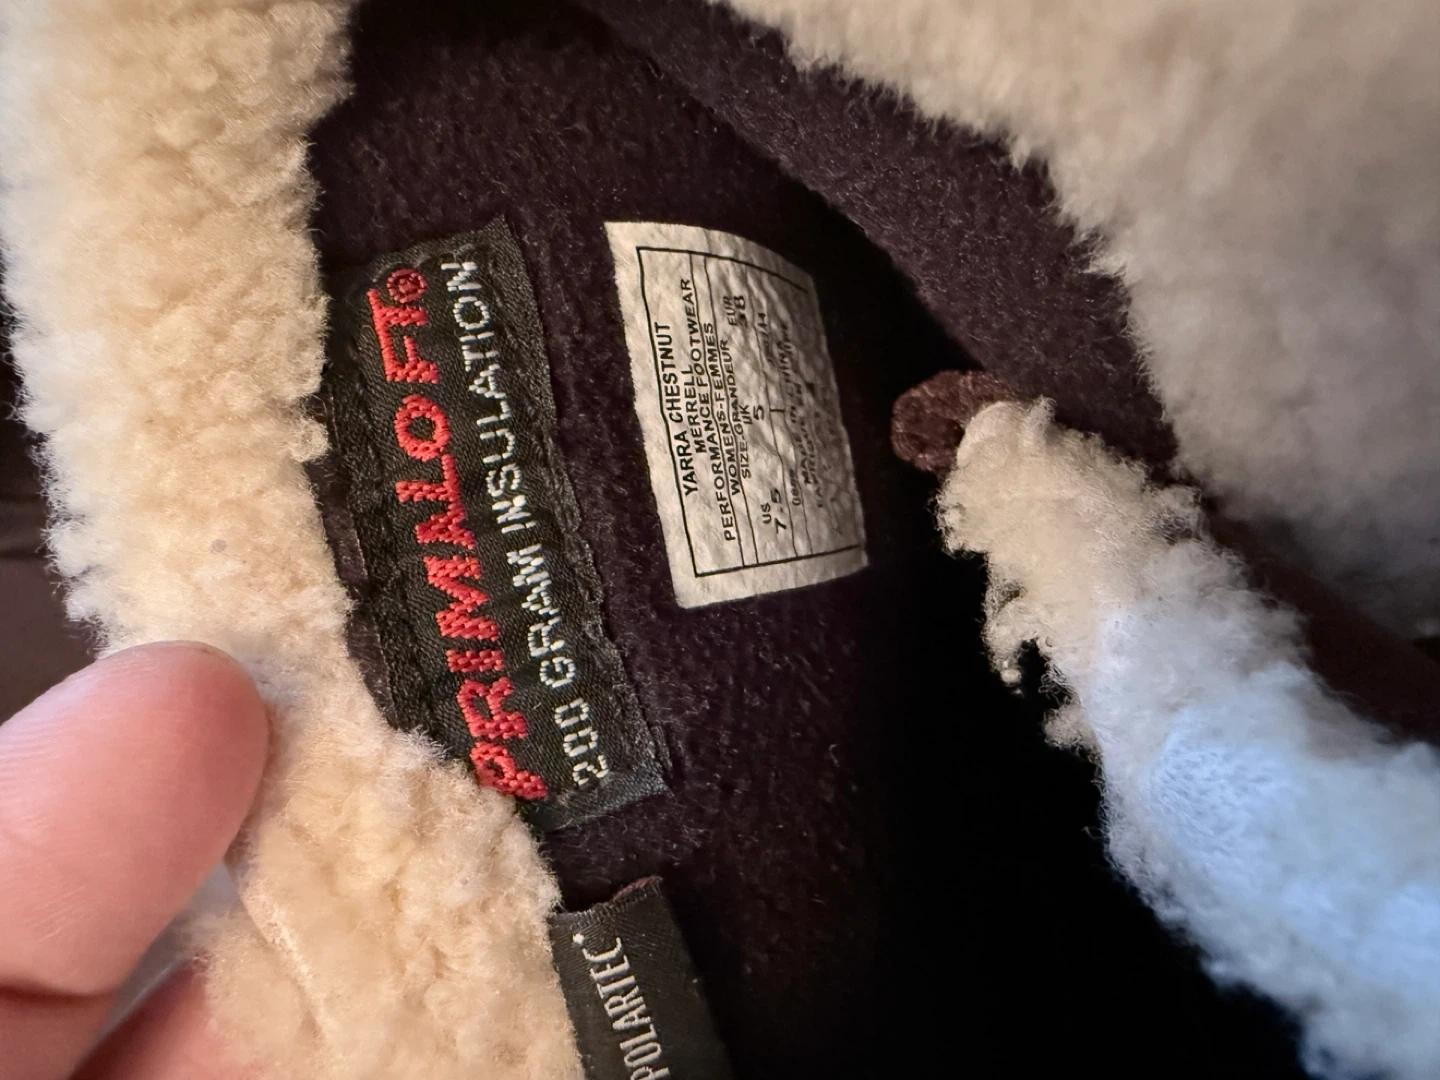 PRIMALOFT®
200 GRAM INSULATION
YARRA CHESTNUT
MERRELL
PERFORMANCE FOOTWEAR
WOMENS-FEMMES
SIZE-GRANDEUR
US UK EUR
7.5 5 38
POLARTEC®